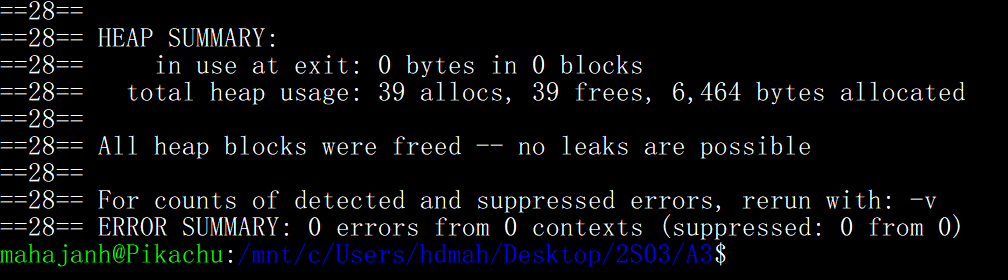 ==28==
==28== HEAP SUMMARY:
==28==     in use at exit: 0 bytes in 0 blocks
==28==   total heap usage: 39 allocs, 39 frees, 6,464 bytes allocated
==28==
==28== All heap blocks were freed -- no leaks are possible
==28==
==28== For counts of detected and suppressed errors, rerun with: -v
==28== ERROR SUMMARY: 0 errors from 0 contexts (suppressed: 0 from 0)
mahajanh@Pikachu:/mnt/c/Users/hdmah/Desktop/2S03/A3$